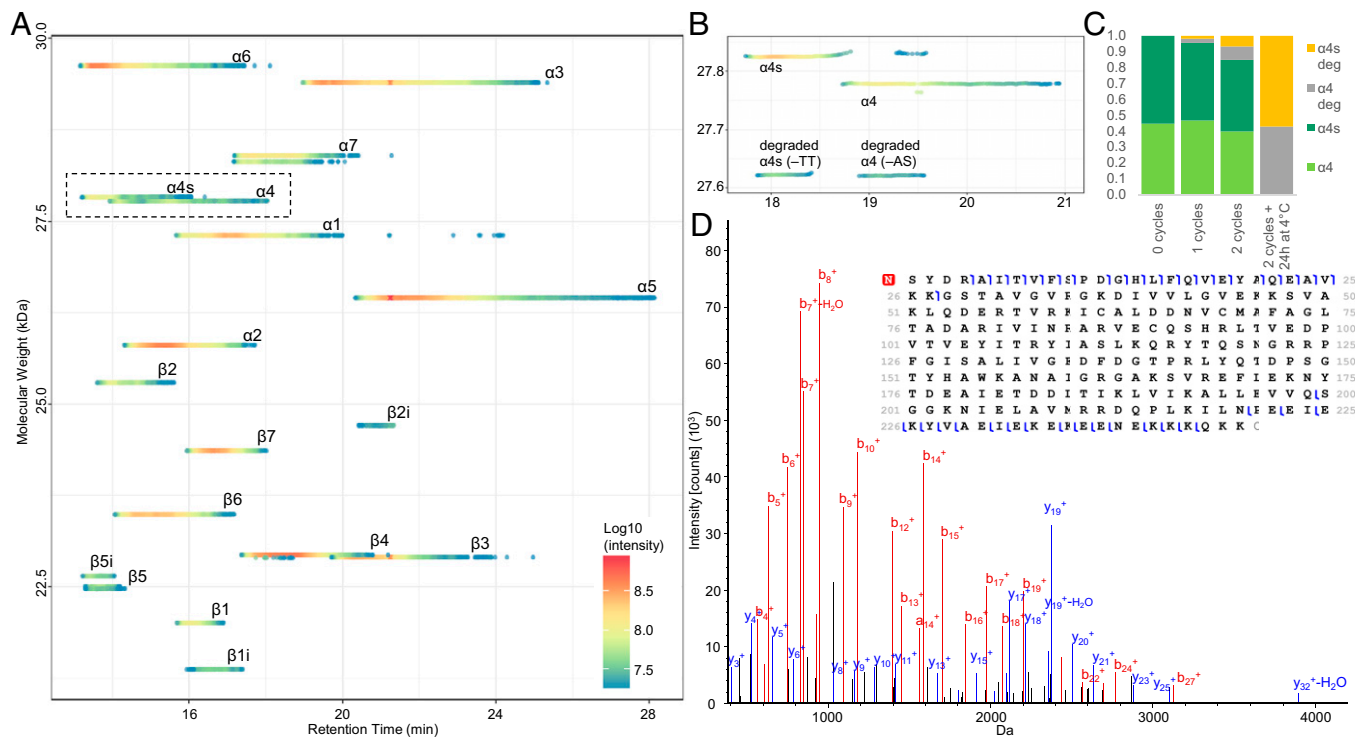 A
30.0
27.5
25.0
22.5
Molecular Weight (kDa)
α6
α3
α7
α4s
α4
α1
α5
α2
β2
β2i
β7
β6
β4
β3
β5i
β5
β1
β1i
Log10
(intensity)
8.5
8.0
7.5
16
20
24
28
Retention Time (min)
B
27.8
27.7
27.6
α4s
α4
degraded
α4s (–TT)
degraded
α4 (–AS)
18
19
20
21
C
1.0
0.9
0.8
0.7
0.6
0.5
0.4
0.3
0.2
0.1
0.0
α4s
deg
α4
deg
α4s
α4
0 cycles
1 cycles
2 cycles
2 cycles +
24h at 4°C
D
80
70
60
50
40
30
20
10
0
Intensity [counts] (10³)
b₈⁺
b₇⁺-H₂O
b₇⁺
b₆⁺
b₅⁺
b₁₀⁺
b₉⁺
b₁₄⁺
b₁₂⁺
b₁₅⁺
b₁₃⁺
a₁₄⁺
b₁₆⁺
b₁₇⁺
b₁₈⁺
y₁₇⁺
b₁₉⁺
y₁₈⁺
y₁₉⁺
y₁₉⁺-H₂O
y₂₀⁺
y₂₁⁺
b₂₂⁺
b₂₄⁺
y₂₃⁺
y₂₅⁺
b₂₇⁺
y₃₂⁺-H₂O
y₃⁺
y₄⁺
b₄⁺
y₅⁺
y₆⁺
y₈⁺
y₉⁺
y₁₀⁺
y₁₁⁺
y₁₃⁺
y₁₅⁺
1000
2000
3000
4000
Da
N S Y D R A I T V F S P D G H L F Q V E Y A Q E A V 25
26 K K G S T A V G V R G K D I V V L G V E K K S V A 50
51 K L Q D E R T V R K I C A L D D N V C M A F A G L 75
76 T A D A R I V I N R A R V E C Q S H R L T V E D P 100
101 V T V E Y I T R Y I A S L K Q R Y T Q S N G R R P 125
126 F G I S A L I V G F D F D G T P R L Y Q T D P S G 150
151 T Y H A W K A N A I G R G A K S V R E F L E K N Y 175
176 T D E A I E T D D L T I K L V I K A L L E V V Q S 200
201 G G K N I E L A V M R R D Q P L K I L N P E E I E 225
226 K Y V A E I E K E K E E N E K K K Q K K C